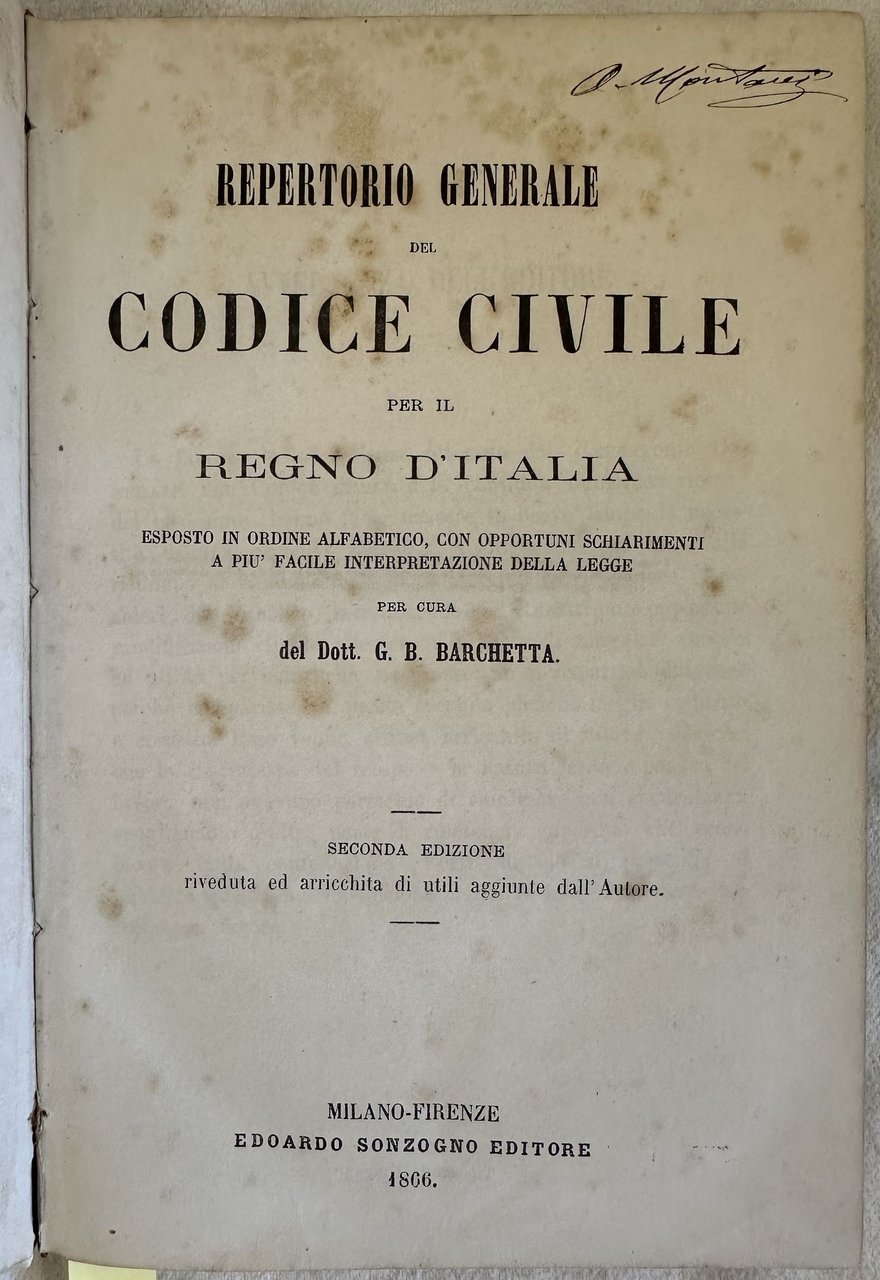 REPERTORIO GENERALE
DEL
CODICE CIVILE
PER IL
REGNO D'ITALIA
ESPOSTO IN ORDINE ALFABETICO, CON OPPORTUNI SCHIARIMENTI
A PIU' FACILE INTERPRETAZIONE DELLA LEGGE
PER CURA
del Dott. G. B. BARCHETTA.
SECONDA EDIZIONE
riveduta ed arricchita di utili aggiunte dall'Autore.
MILANO-FIRENZE
EDOARDO SONZOGNO EDITORE
1866.